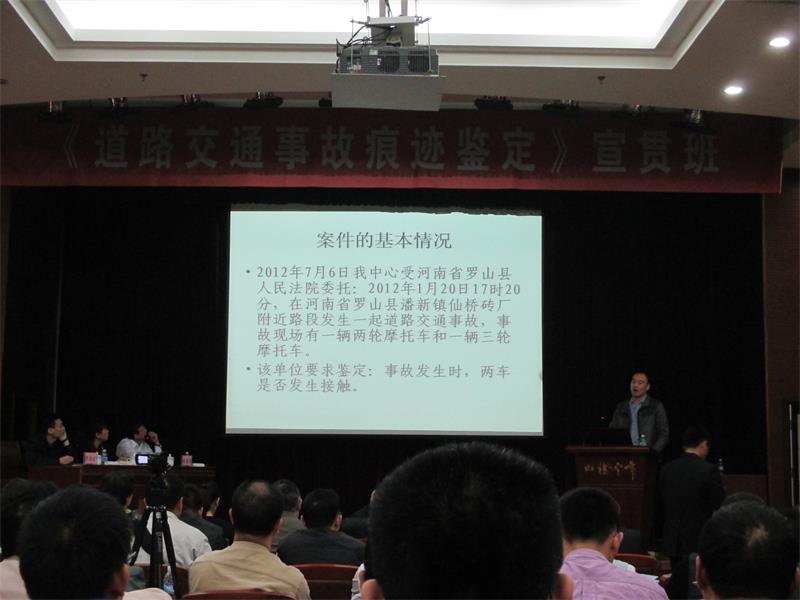 《道路交通事故痕迹鉴定》宣贯班
案件的基本情况
• 2012年7月6日我中心受河南省罗山县
人民法院委托：2012年1月20日17时20
分，在河南省罗山县潘新镇仙桥砖厂
附近路段发生一起道路交通事故，事
故现场有一辆两轮摩托车和一辆三轮
摩托车。
• 该单位要求鉴定：事故发生时，两车
是否发生接触。